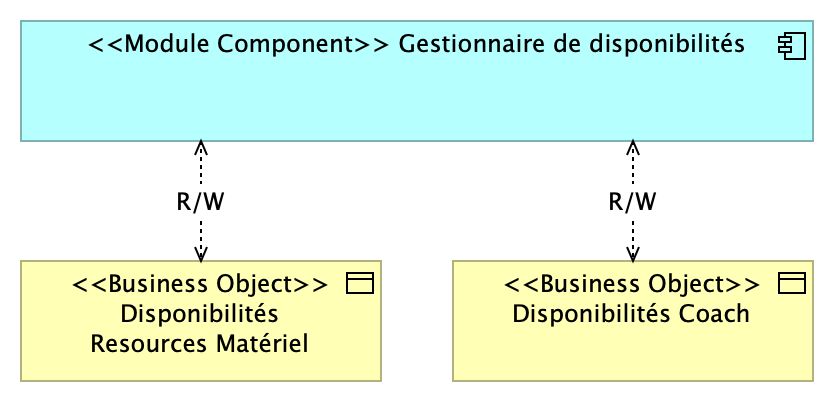 <<Module Component>> Gestionnaire de disponibilités
R/W
R/W
<<Business Object>>
Disponibilités
Resources Matériel
<<Business Object>>
Disponibilités Coach